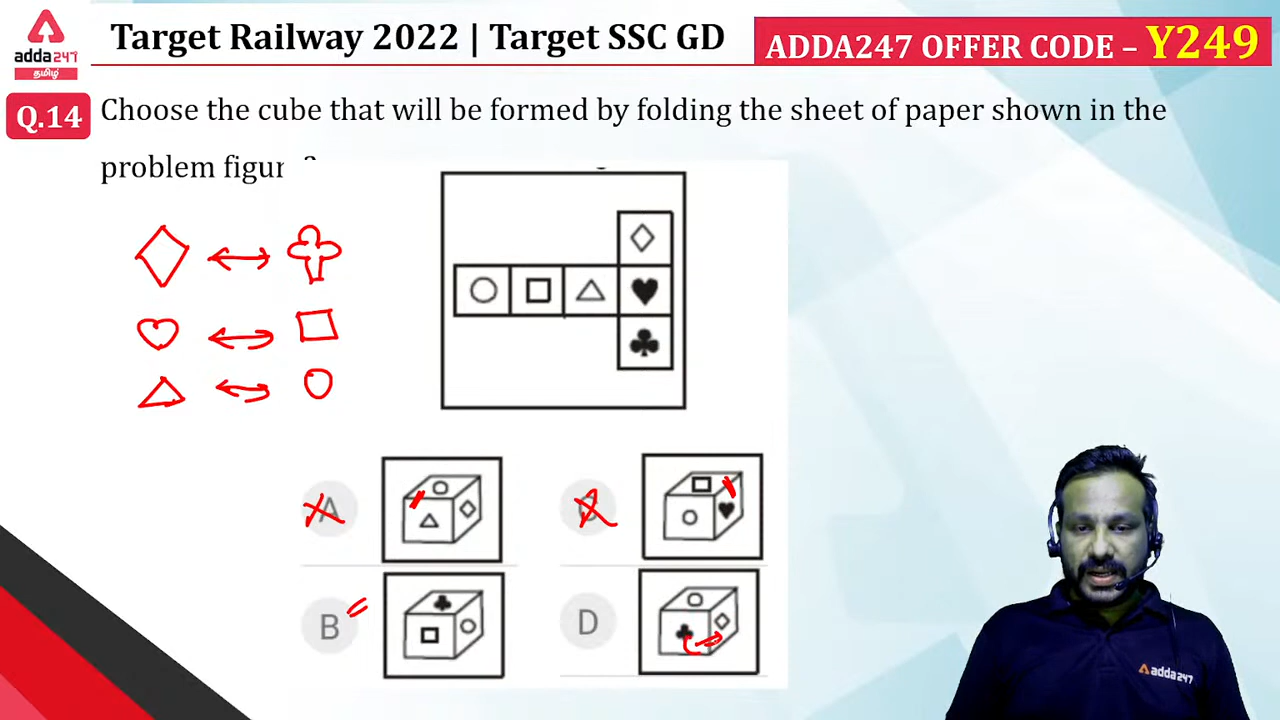 Target Railway 2022 | Target SSC GD
ADDA247 OFFER CODE – Y249
adda247
தமிழ்
Q.14
Choose the cube that will be formed by folding the sheet of paper shown in the
problem figur
A
C
B
D
adda247